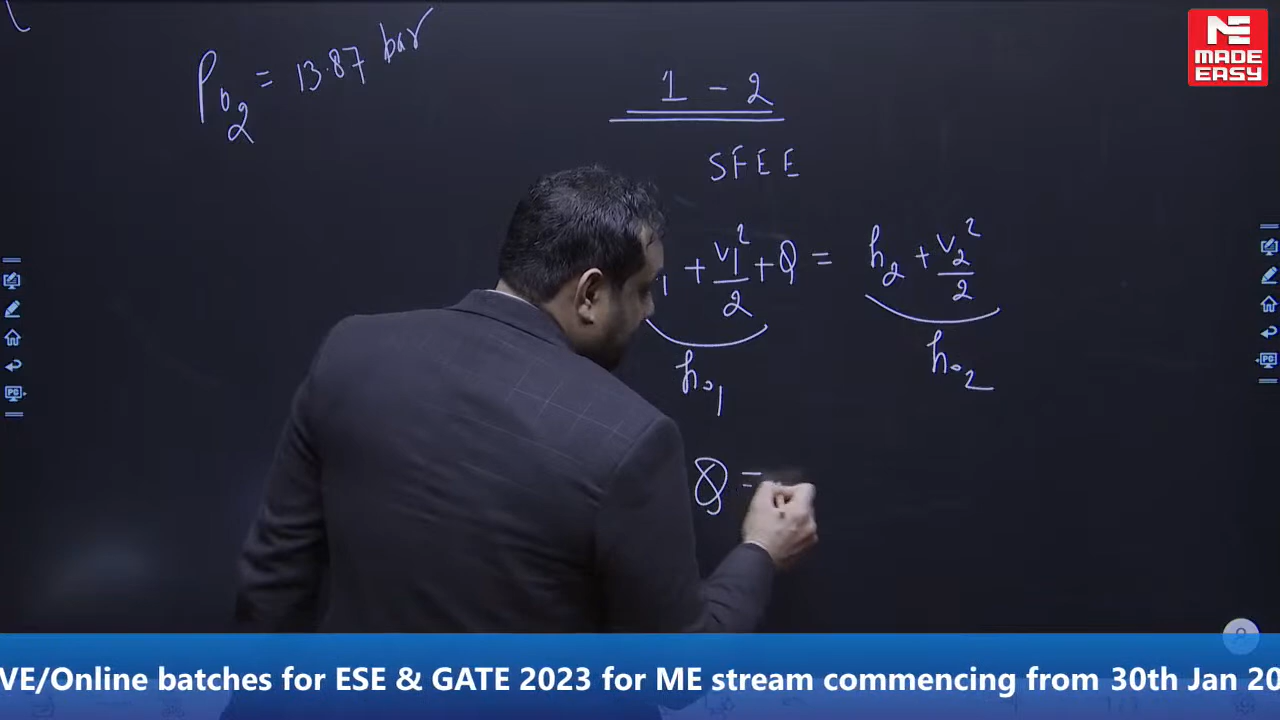 P₀₂ = 13.87 bar
MADE EASY
1 - 2
SFEE
₁ + V₁²/2 + Q = h₂ + V₂²/2
h₀₁
h₀₂
Q =
VE/Online batches for ESE & GATE 2023 for ME stream commencing from 30th Jan 20